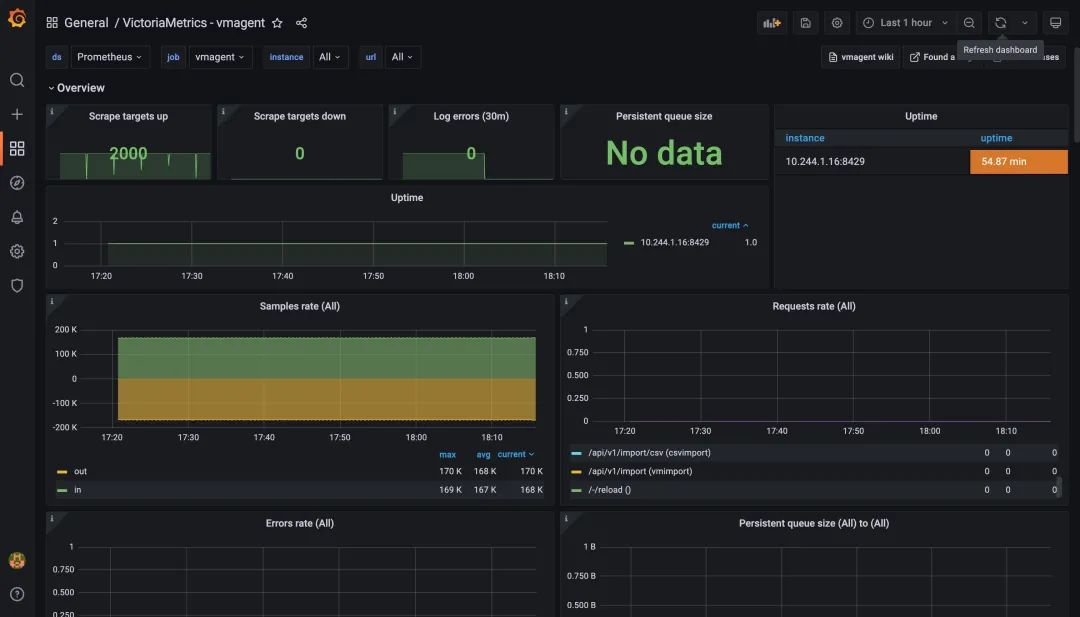 General / VictoriaMetrics - vmagent
Last 1 hour
Refresh dashboard
ds Prometheus job vmagent instance All url All
vmagent wiki Found a
Overview
Scrape targets up
2000
Scrape targets down
0
Log errors (30m)
0
Persistent queue size
No data
Uptime
instance uptime
10.244.1.16:8429 54.87 min
Uptime
2
1
0
17:20 17:30 17:40 17:50 18:00 18:10
current
10.244.1.16:8429 1.0
Samples rate (All)
200 K
100 K
0
-100 K
-200 K
17:20 17:30 17:40 17:50 18:00 18:10
max avg current
out 170 K 168 K 170 K
in 169 K 167 K 168 K
Requests rate (All)
1
0.750
0.500
0.250
0
17:20 17:30 17:40 17:50 18:00 18:10
/api/v1/import/csv (csvimport) 0 0 0
/api/v1/import (vmimport) 0 0 0
/-/reload () 0 0 0
Errors rate (All)
1
0.750
0.500
0.250
Persistent queue size (All) to (All)
1 B
0.750 B
0.500 B